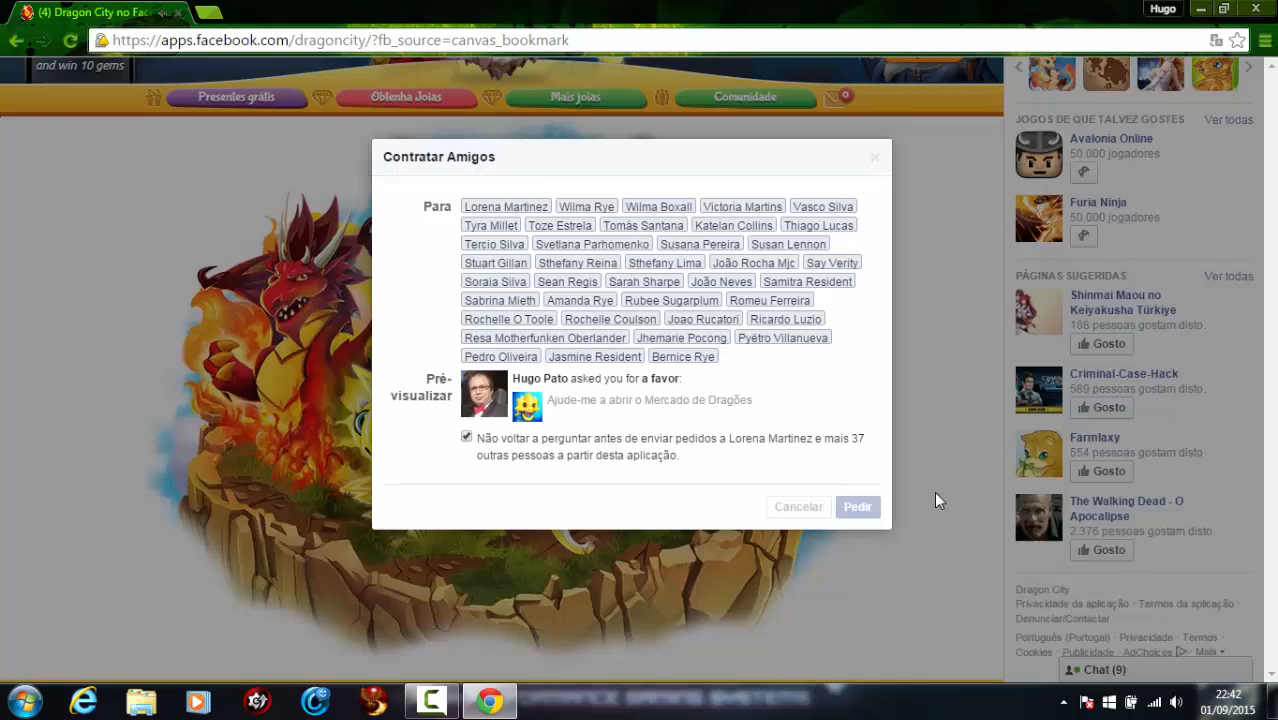 (4) Dragon City no Face
Hugo
https://apps.facebook.com/dragoncity/?fb_source=canvas_bookmark
and win 10 gems
Presentes grátis
Obtenha Joias
Mais joias
Comunidade
0
JOGOS DE QUE TALVEZ GOSTES
Ver todas
Avalonia Online
50.000 jogadores
Furia Ninja
50.000 jogadores
PÁGINAS SUGERIDAS
Ver todas
Shinmai Maou no
Keiyakusha Türkiye
186 pessoas gostam disto.
Gosto
Criminal-Case-Hack
589 pessoas gostam disto.
Gosto
Farmlaxy
554 pessoas gostam disto
Gosto
The Walking Dead - O
Apocalipse
2.376 pessoas gostam disto.
Gosto
Dragon City
Privacidade da aplicação · Termos da aplicação ·
Denunciar/Contactar
Português (Portugal) · Privacidade · Termos ·
Cookies · Publicidade · AdChoices · Mais
Chat (9)
Contratar Amigos
Para
Lorena Martinez Wilma Rye Wilma Boxall Victoria Martins Vasco Silva
Tyra Millet Toze Estrela Tomás Santana Katelan Collins Thiago Lucas
Tercio Silva Svetlana Parhomenko Susana Pereira Susan Lennon
Stuart Gillan Sthefany Reina Sthefany Lima João Rocha Mjc Say Verity
Soraia Silva Sean Regis Sarah Sharpe João Neves Samitra Resident
Sabrina Mieth Amanda Rye Rubee Sugarplum Romeu Ferreira
Rochelle O Toole Rochelle Coulson Joao Rucatori Ricardo Luzio
Resa Motherfunken Oberlander Jhemarie Pocong Pyëtro Villanueva
Pedro Oliveira Jasmine Resident Bernice Rye
Pré-
visualizar
Hugo Pato asked you for a favor:
Ajude-me a abrir o Mercado de Dragões
Não voltar a perguntar antes de enviar pedidos a Lorena Martinez e mais 37
outras pessoas a partir desta aplicação.
Cancelar
Pedir
22:42
01/09/2015